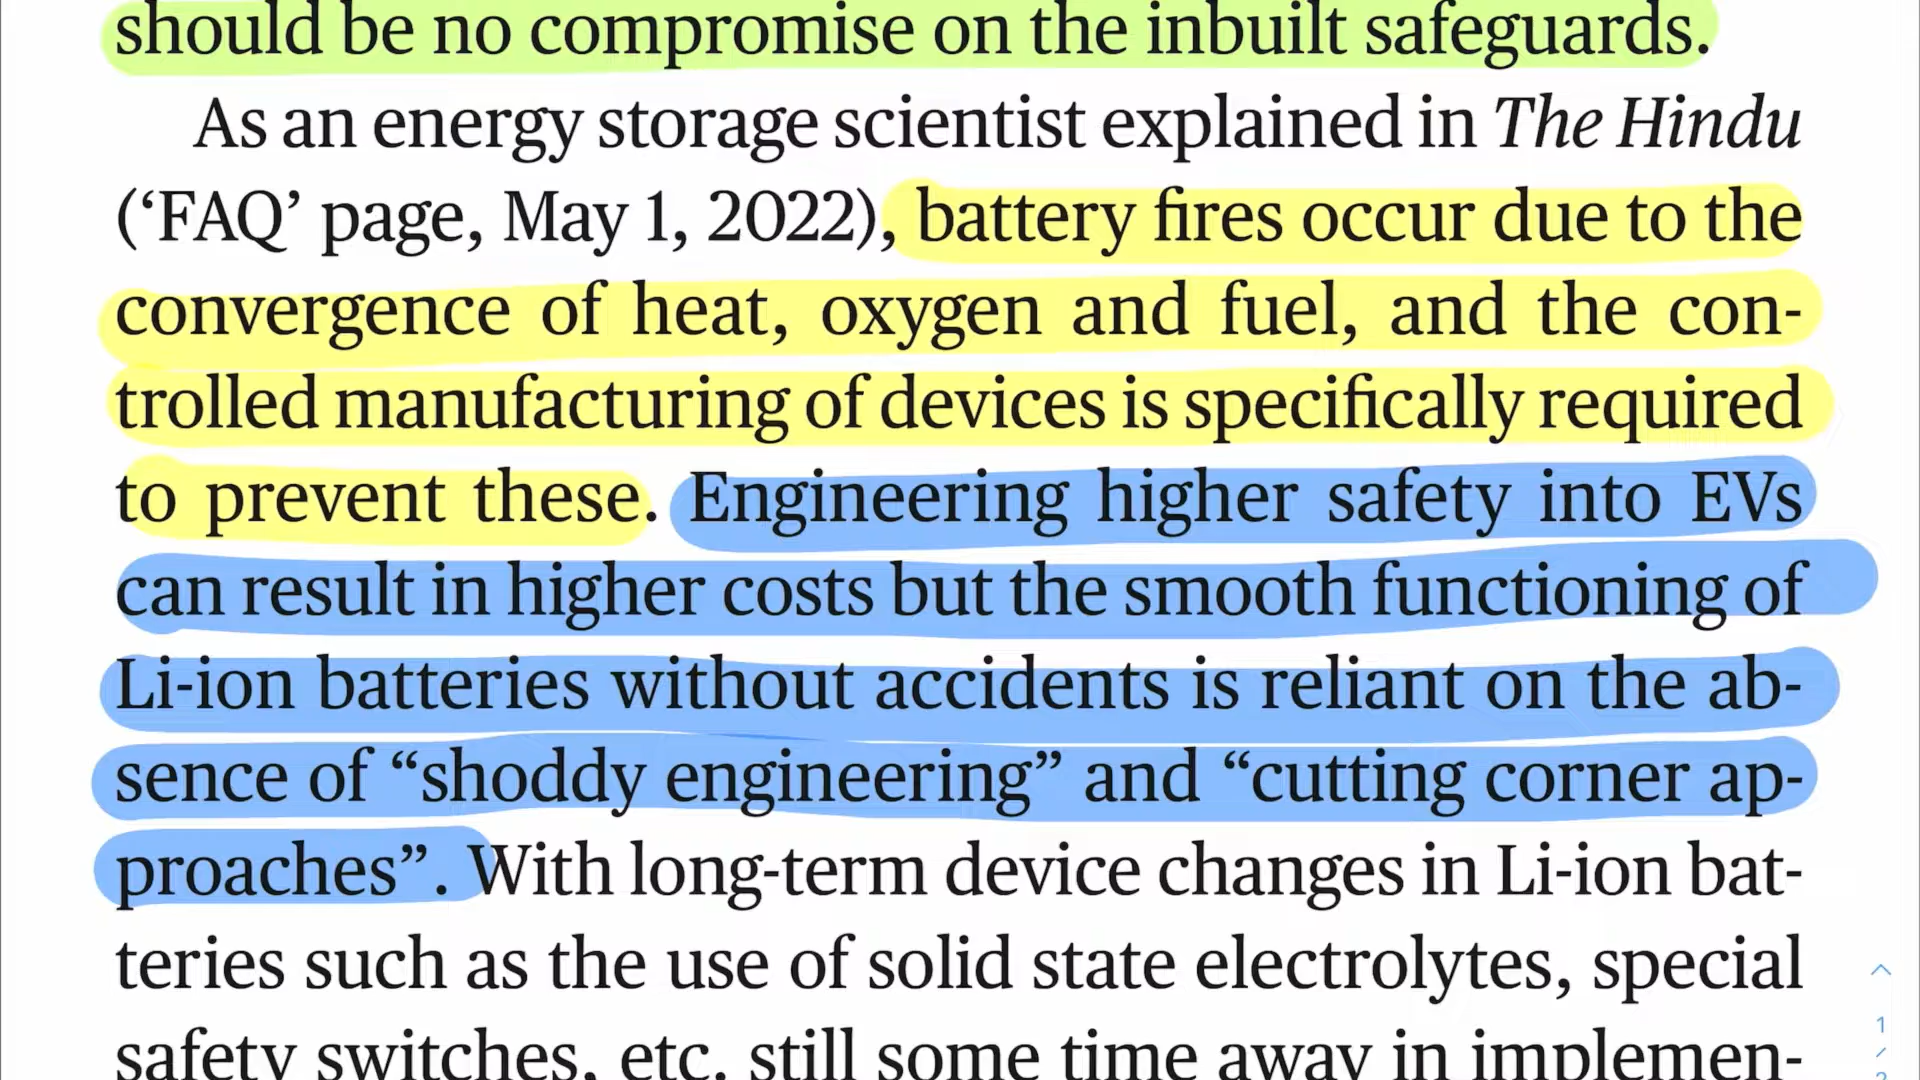 should be no compromise on the inbuilt safeguards.
As an energy storage scientist explained in The Hindu
(‘FAQ’ page, May 1, 2022), battery fires occur due to the
convergence of heat, oxygen and fuel, and the con-
trolled manufacturing of devices is specifically required
to prevent these. Engineering higher safety into EVs
can result in higher costs but the smooth functioning of
Li-ion batteries without accidents is reliant on the ab-
sence of “shoddy engineering” and “cutting corner ap-
proaches”. With long-term device changes in Li-ion bat-
teries such as the use of solid state electrolytes, special
safety switches, etc. still some time away in implemen-
1
/